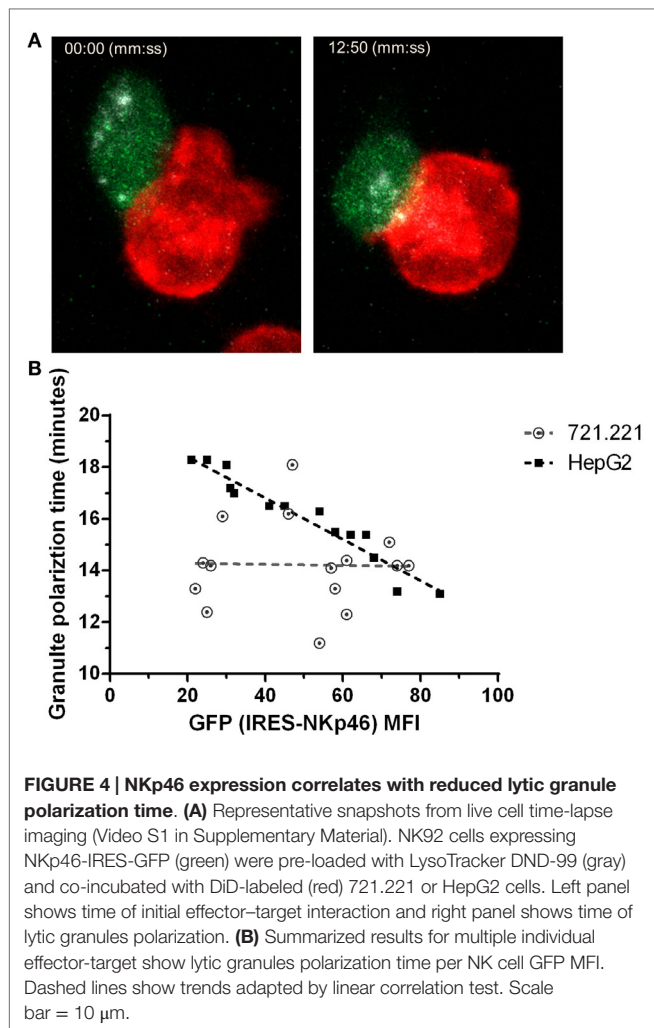 A
00:00 (mm:ss)
12:50 (mm:ss)
B
Granulte polariztion time (minutes)
20
18
16
14
12
10
0
20
40
60
80
100
GFP (IRES-NKp46) MFI
721.221
HepG2
FIGURE 4 | NKp46 expression correlates with reduced lytic granule
polarization time. (A) Representative snapshots from live cell time-lapse
imaging (Video S1 in Supplementary Material). NK92 cells expressing
NKp46-IRES-GFP (green) were pre-loaded with LysoTracker DND-99 (gray)
and co-incubated with DiD-labeled (red) 721.221 or HepG2 cells. Left panel
shows time of initial effector–target interaction and right panel shows time of
lytic granules polarization. (B) Summarized results for multiple individual
effector-target show lytic granules polarization time per NK cell GFP MFI.
Dashed lines show trends adapted by linear correlation test. Scale
bar = 10 μm.